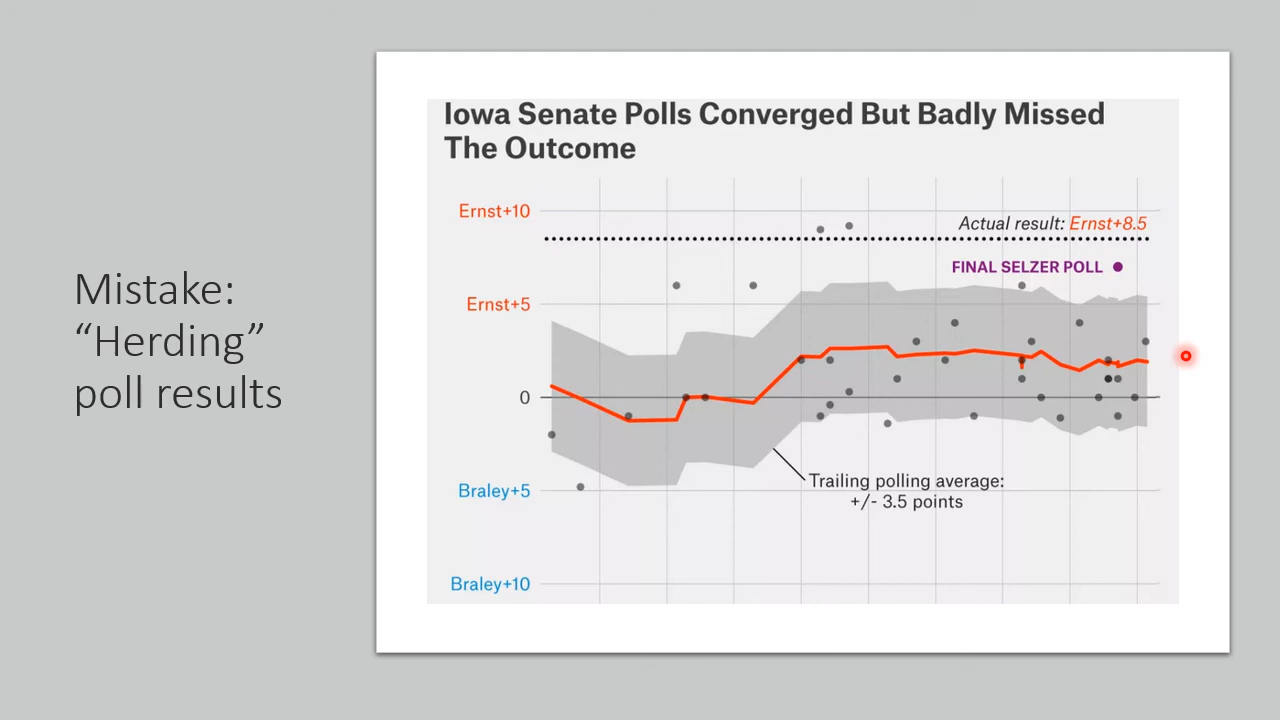 Mistake:
“Herding”
poll results
Iowa Senate Polls Converged But Badly Missed
The Outcome
Ernst+10
Actual result: Ernst+8.5
FINAL SELZER POLL
Ernst+5
0
Braley+5
Trailing polling average:
+/- 3.5 points
Braley+10